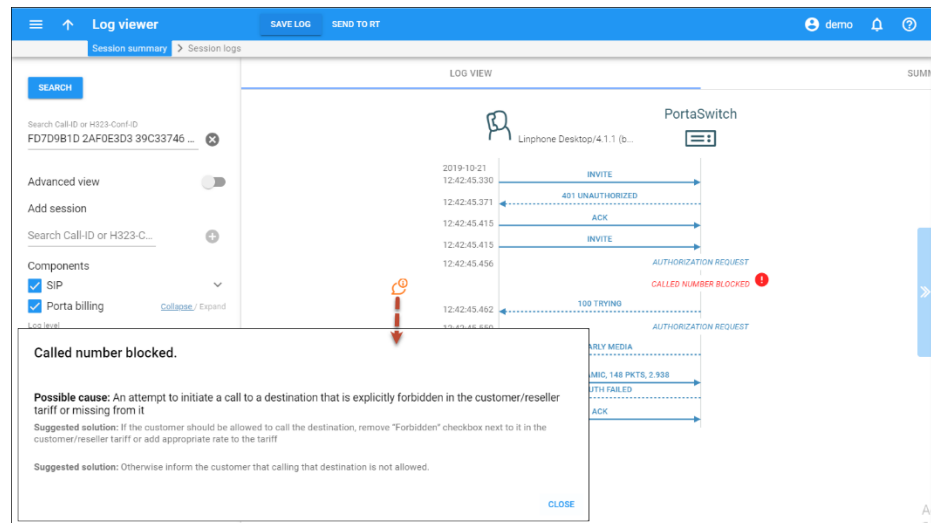 Log viewer
SAVE LOG
SEND TO RT
demo
Session summary
Session logs
SEARCH
Search Call-ID or H323-Conf-ID
FD7D9B1D 2AF0E3D3 39C33746 ...
Advanced view
Add session
Search Call-ID or H323-C...
Components
SIP
Porta billing
Collapse / Expand
Log level
LOG VIEW
Linphone Desktop/4.1.1 (b...
PortaSwitch
2019-10-21
12:42:45.330
INVITE
12:42:45.371
401 UNAUTHORIZED
12:42:45.415
ACK
12:42:45.415
INVITE
12:42:45.456
AUTHORIZATION REQUEST
CALLED NUMBER BLOCKED
12:42:45.462
100 TRYING
AUTHORIZATION REQUEST
MEDIA
148 PKTS, 2.938
FAILED
ACK
Called number blocked.
Possible cause: An attempt to initiate a call to a destination that is explicitly forbidden in the customer/reseller
tariff or missing from it
Suggested solution: If the customer should be allowed to call the destination, remove "Forbidden" checkbox next to it in the
customer/reseller tariff or add appropriate rate to the tariff
Suggested solution: Otherwise inform the customer that calling that destination is not allowed.
CLOSE